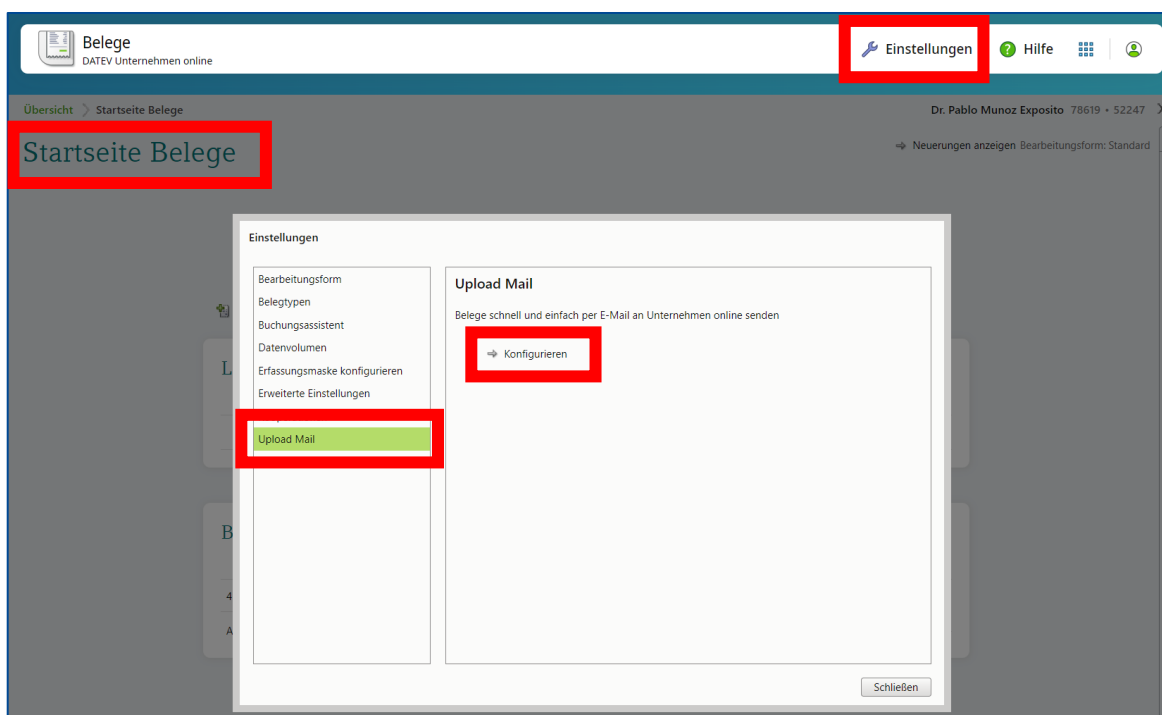 Belege
DATEV Unternehmen online
Einstellungen
Hilfe
Übersicht Startseite Belege
Dr. Pablo Munoz Exposito 78619 • 52247
Startseite Belege
Neuerungen anzeigen Bearbeitungsform: Standard
Einstellungen
Bearbeitungsform
Belegtypen
Buchungsassistent
Datenvolumen
Erfassungsmaske konfigurieren
Erweiterte Einstellungen
Upload Mail
Upload Mail
Belege schnell und einfach per E-Mail an Unternehmen online senden
Konfigurieren
L
B
4
A
Schließen